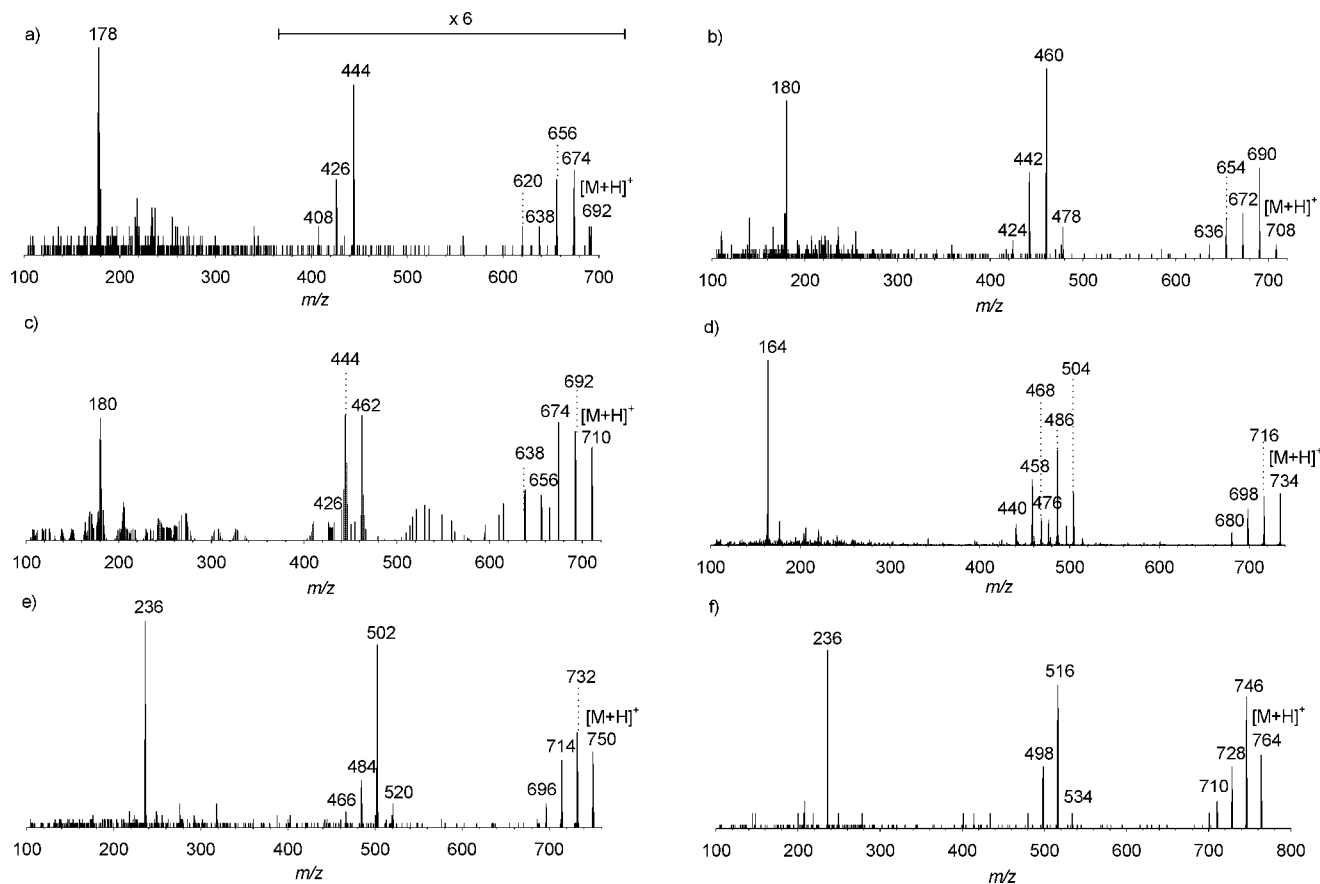 a)
x 6
178
444
426
408
656
620
674
638
[M+H]+
692
100 200 300 400 500 600 700
m/z
b)
460
180
442
424
478
654
690
672
636
[M+H]+
708
100 200 300 400 500 600 700
m/z
c)
444
180
462
426
692
674
[M+H]+
710
638
656
100 200 300 400 500 600 700
m/z
d)
164
504
468
486
458
476
440
716
[M+H]+
734
698
680
100 200 300 400 500 600 700
m/z
e)
236
502
484
466
520
732
[M+H]+
714
750
696
100 200 300 400 500 600 700
m/z
f)
236
516
498
534
746
[M+H]+
728
764
710
100 200 300 400 500 600 700 800
m/z